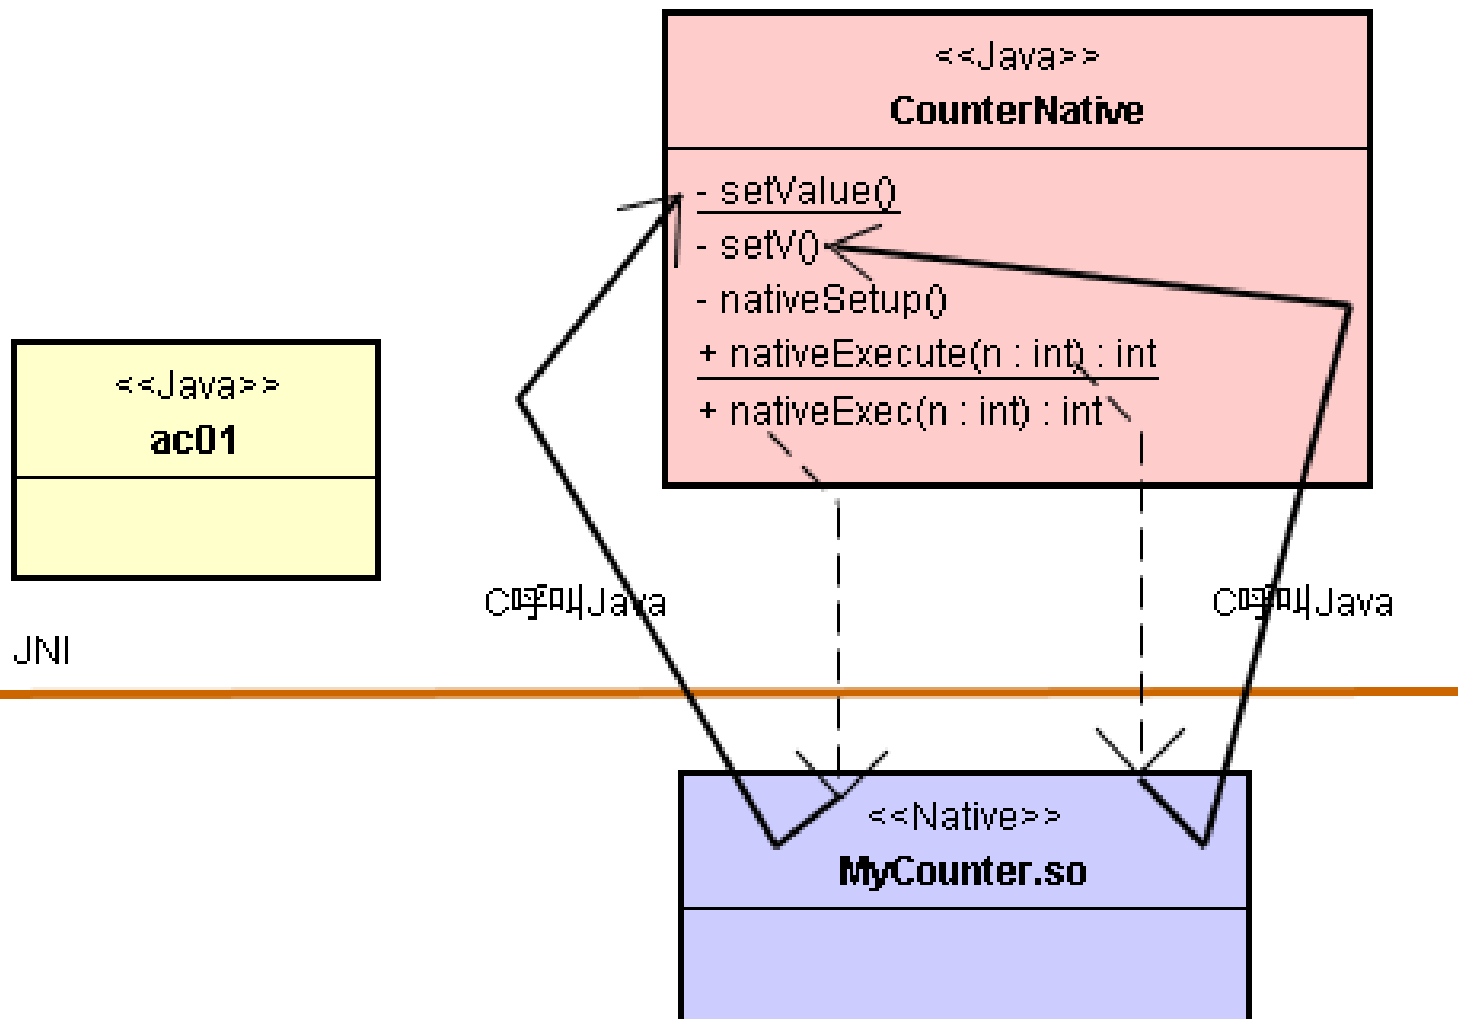 <<Java>>
CounterNative
- setValue()
- setV()
- nativeSetup()
+ nativeExecute(n : int) : int
+ nativeExec(n : int) : int
<<Java>>
ac01
C呼叫Java
C呼叫Java
JNI
<<Native>>
MyCounter.so